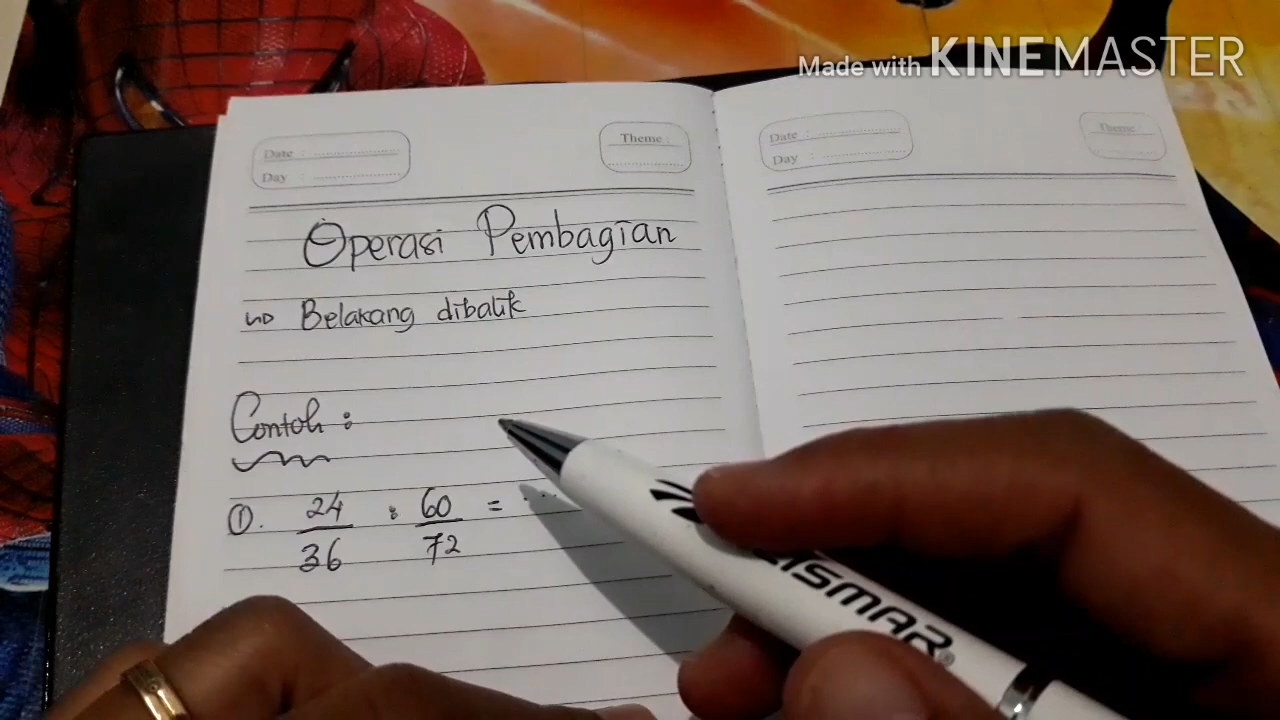 Made with KINEMASTER
Date :
Day :
Theme :
Date :
Day :
Theme :
Operasi Pembagian
Belakang dibalik
Contoh :
①. 24/36 : 60/72 = ...